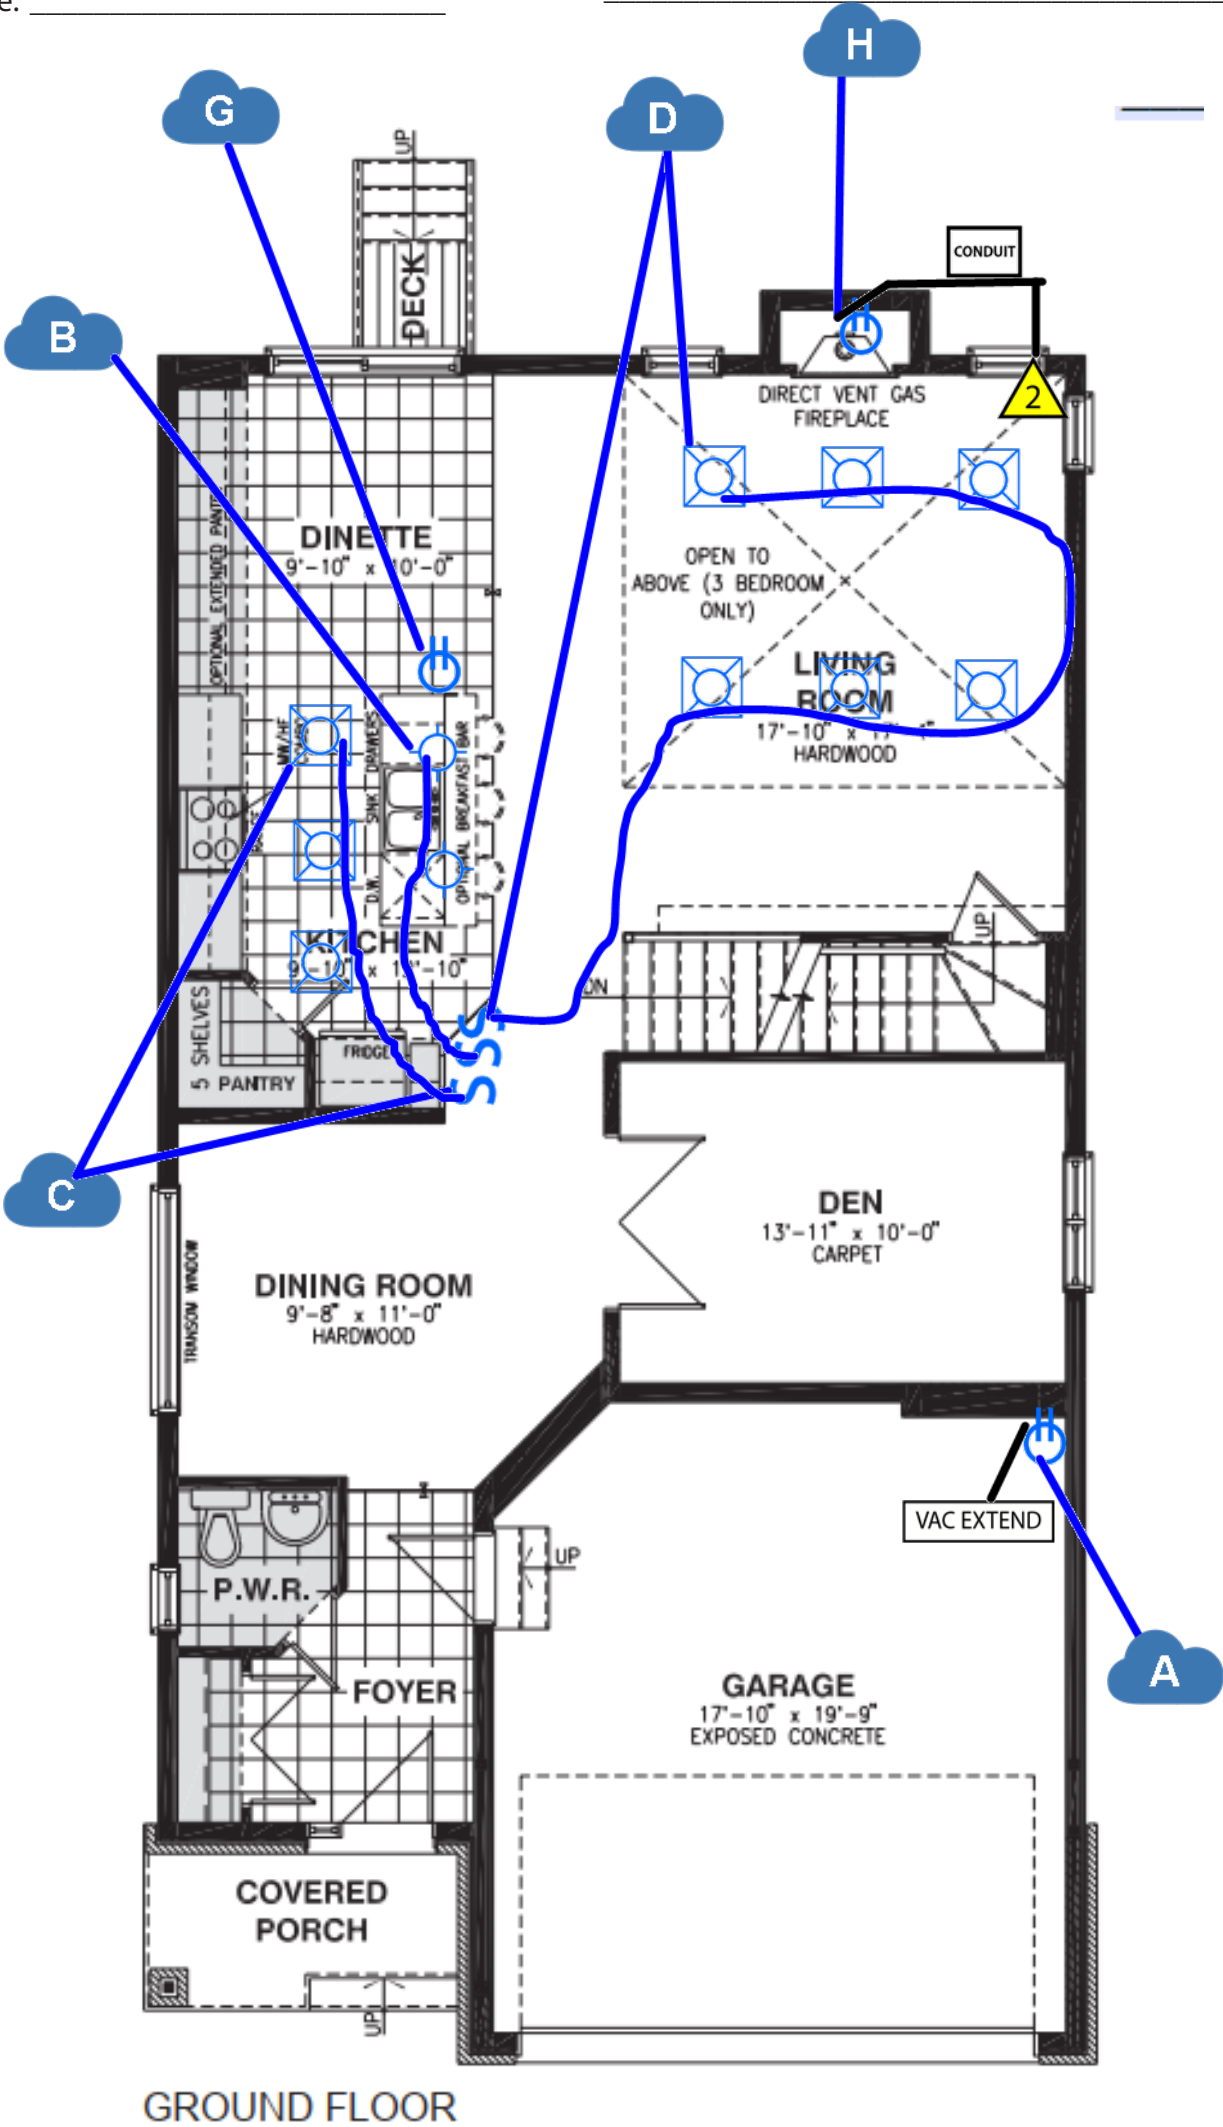 e:
H
G
D
UP
CONDUIT
DECK
B
2
DIRECT VENT GAS
FIREPLACE
DINETTE
9'-10" x 10'-0"
OPTIONAL EXTENDED
OPEN TO
ABOVE (3 BEDROOM
ONLY)
LIVING
ROOM
HARDWOOD
MW/HF
DRAWERS
SINK
D.W.
OPTIONAL BREAKFAST BAR
KITCHEN
UP
DN
5 SHELVES
PANTRY
FRIDGE
S
S
S
C
DEN
13'-11" x 10'-0"
CARPET
TRANSOM WINDOW
DINING ROOM
9'-8" x 11'-0"
HARDWOOD
VAC EXTEND
UP
P.W.R.
A
FOYER
GARAGE
17'-10" x 19'-9"
EXPOSED CONCRETE
COVERED
PORCH
UP
GROUND FLOOR